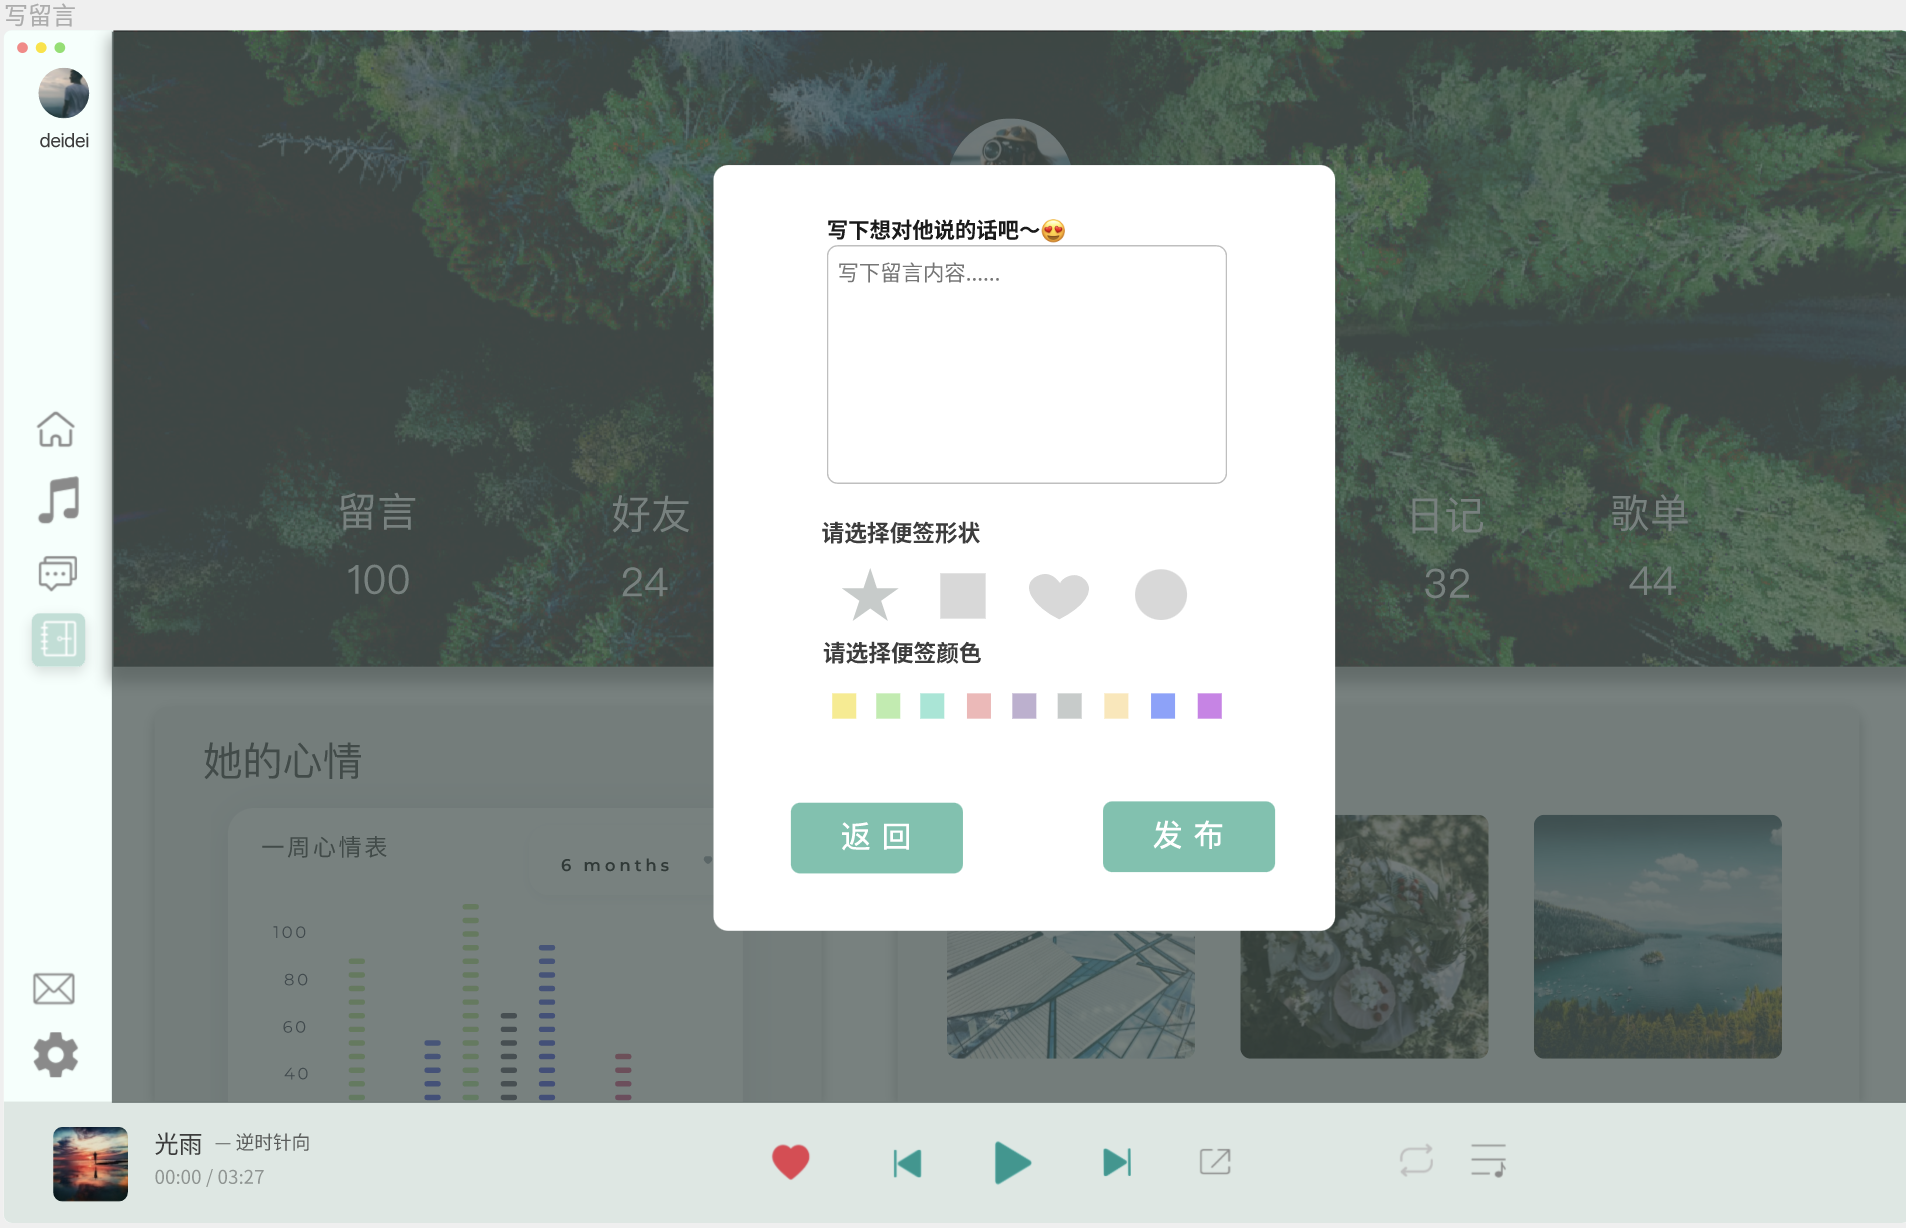 写留言
deidei
写下想对他说的话吧～😍
写下留言内容......
留言
好友
日记
歌单
100
24
32
44
请选择便签形状
请选择便签颜色
她的心情
返回
发布
一周心情表
6 months
100
80
60
40
光雨 — 逆时针向
00:00 / 03:27